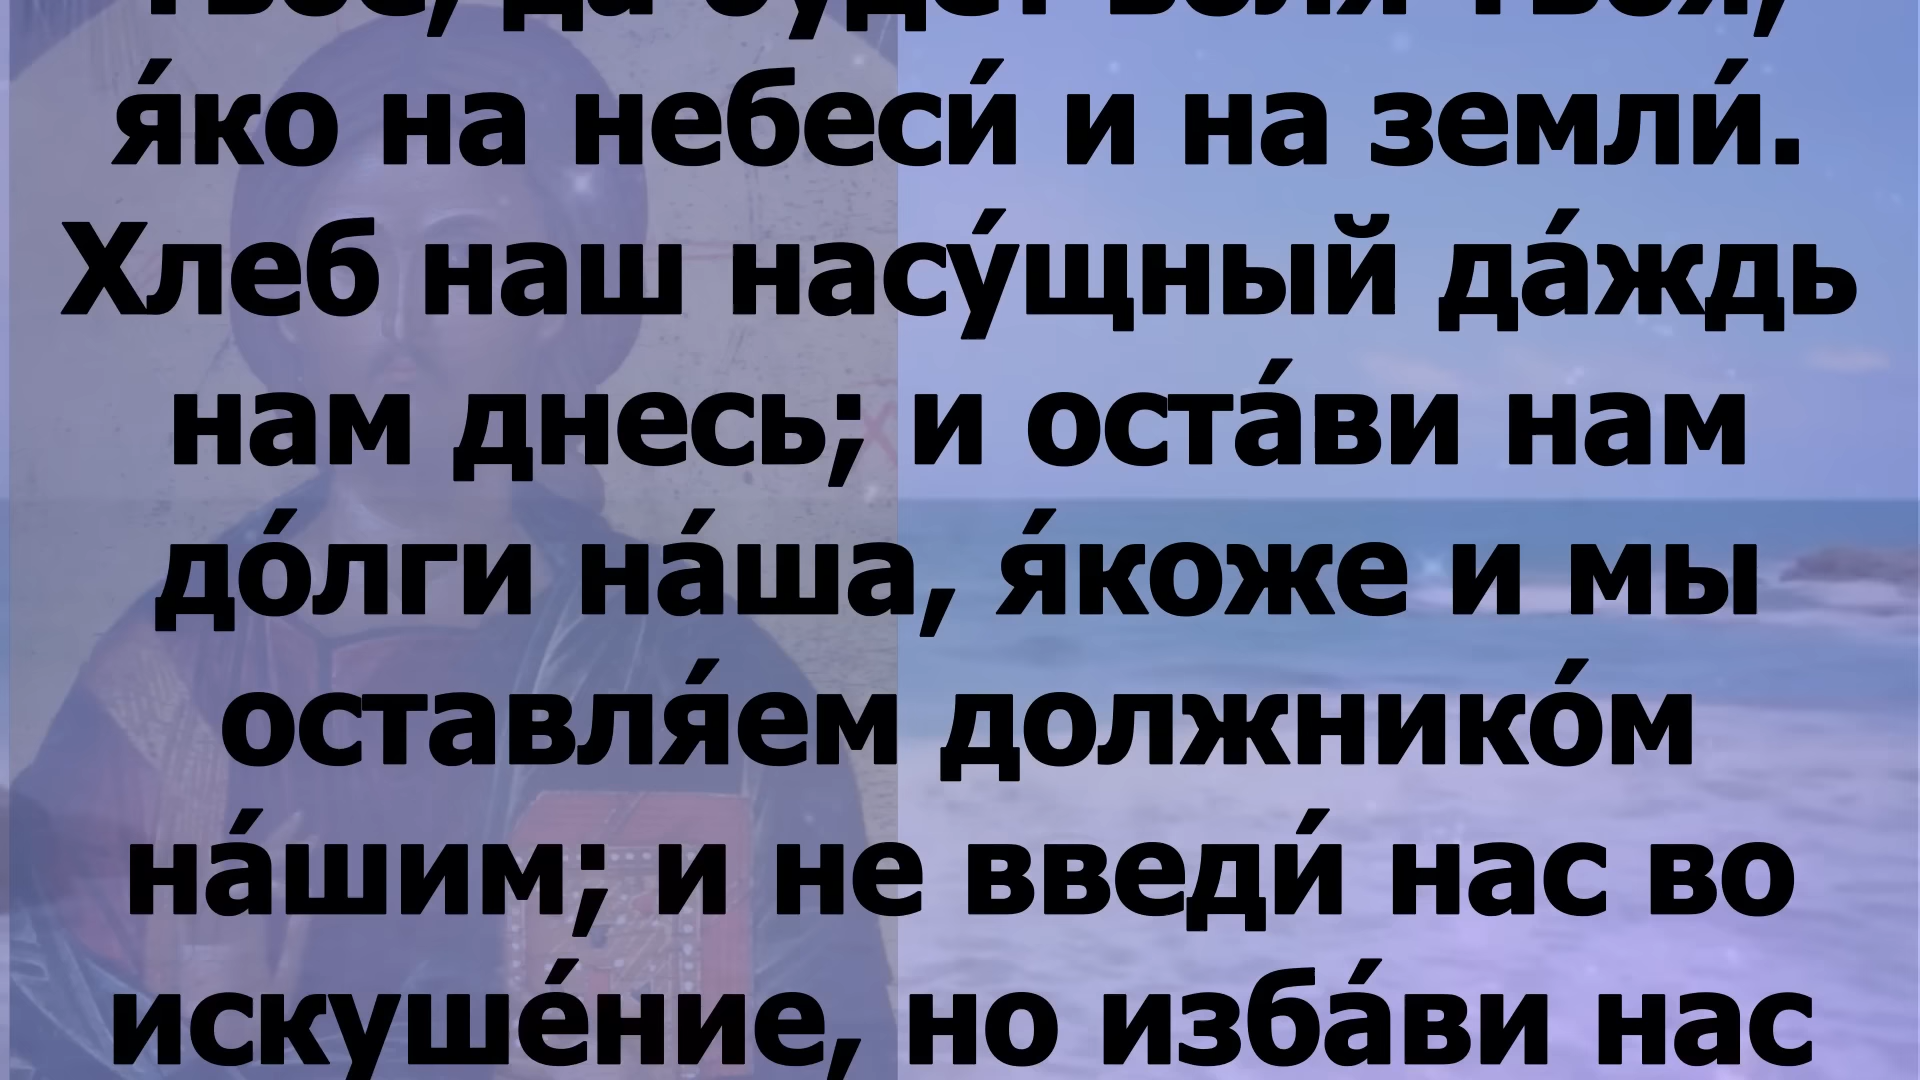 да будет воля
я́ко на небеси́ и на земли́.
Хлеб наш насу́щный да́ждь
нам днесь; и оста́ви нам
до́лги на́ша, я́коже и мы
оставля́ем должнико́м
на́шим; и не введи́ нас во
искуше́ние, но изба́ви нас